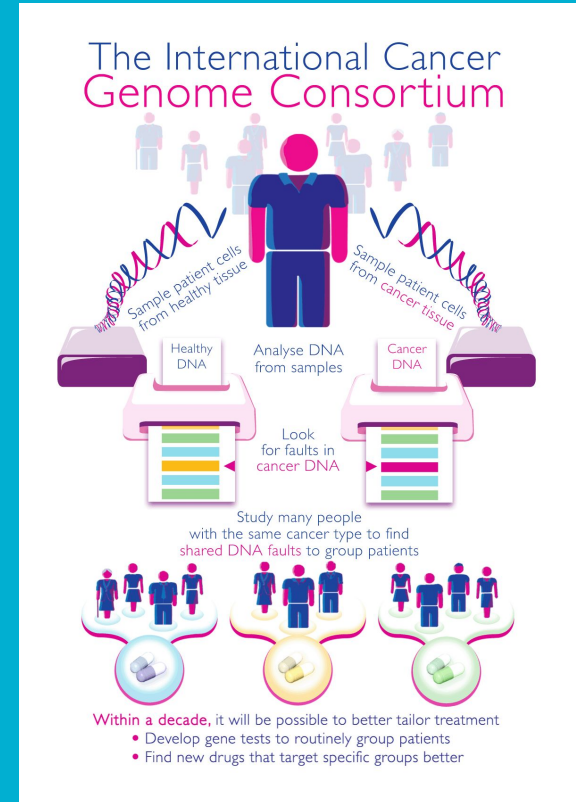 The International Cancer
Genome Consortium
Sample patient cells
from healthy tissue
Sample patient cells
from cancer tissue
Healthy
DNA
Analyse DNA
from samples
Cancer
DNA
Look
for faults in
cancer DNA
Study many people
with the same cancer type to find
shared DNA faults to group patients
Within a decade, it will be possible to better tailor treatment
• Develop gene tests to routinely group patients
• Find new drugs that target specific groups better